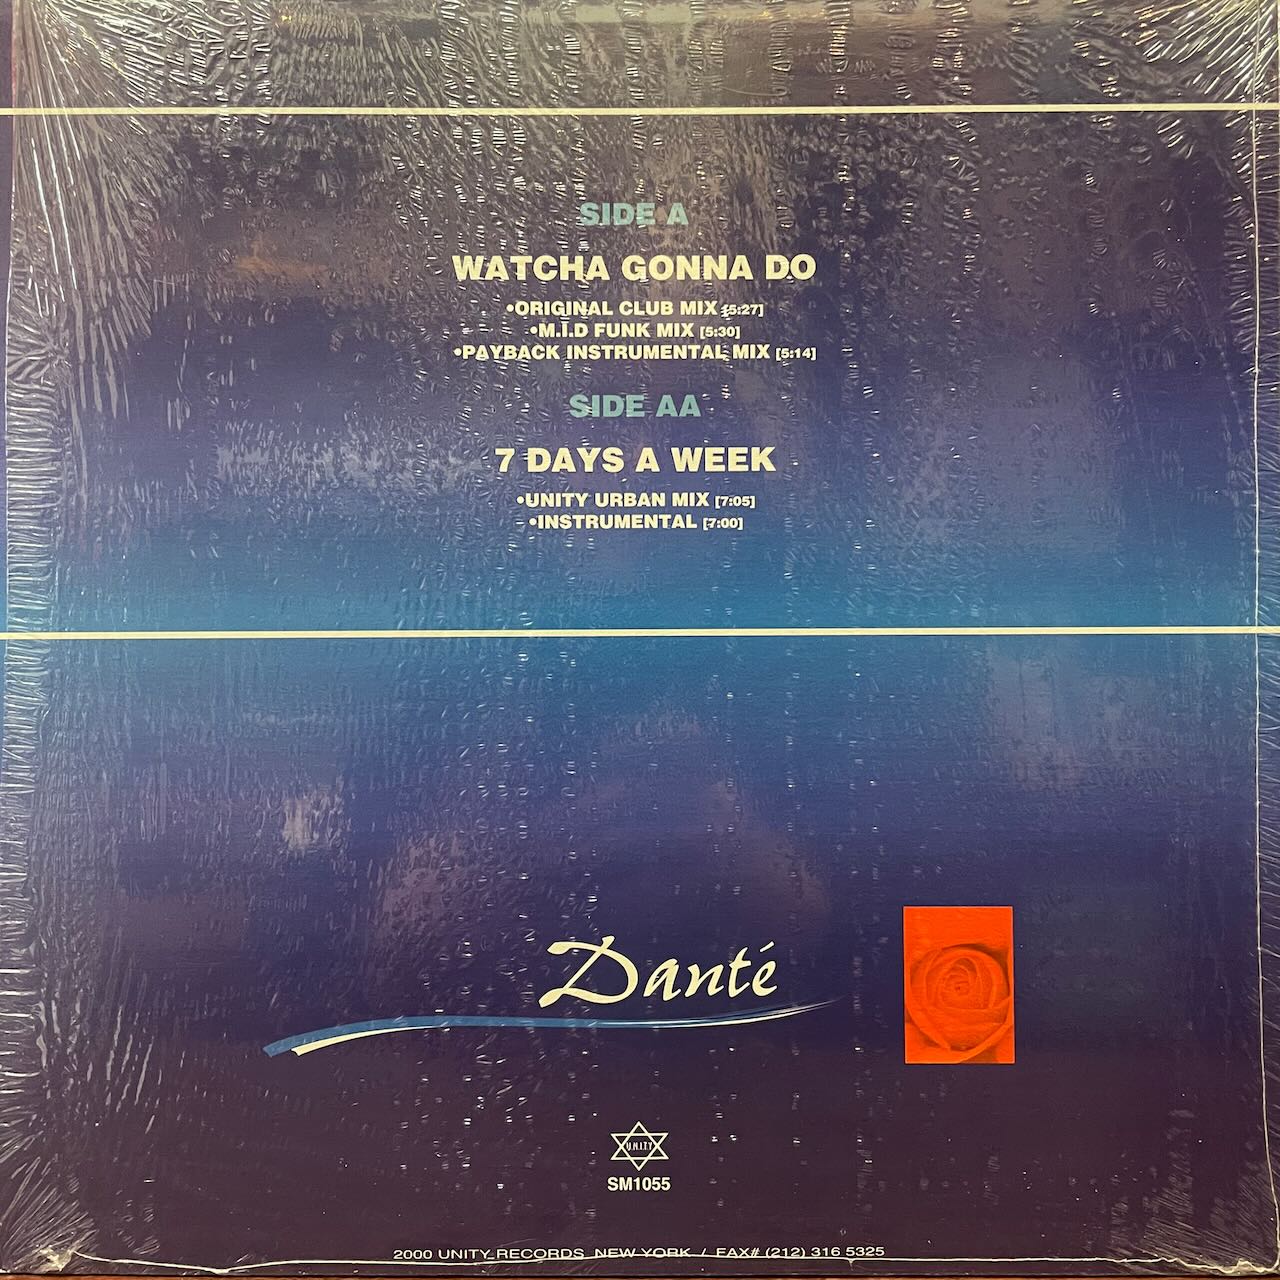 SIDE A
WATCHA GONNA DO
•ORIGINAL CLUB MIX [5:27]
•M.I.D FUNK MIX [5:30]
•PAYBACK INSTRUMENTAL MIX [5:14]
SIDE AA
7 DAYS A WEEK
•UNITY URBAN MIX [7:05]
•INSTRUMENTAL [7:00]
Danté
UNITY
SM1055
2000 UNITY RECORDS NEW YORK / FAX# (212) 316 5325